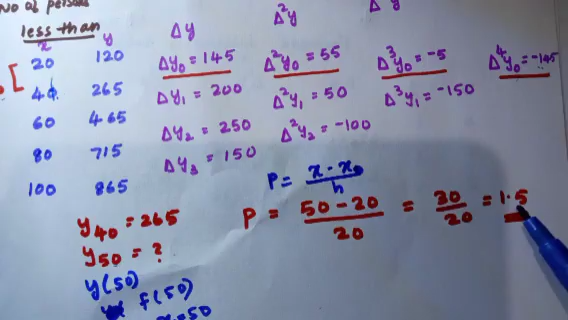 No of persons
less than
x y Δy Δ²y Δ y
20 120 Δy₀ = 145 Δ²y₀ = 55 Δ³y₀ = -5 Δ⁴y₀ = -145
40 265 Δy₁ = 200 Δ²y₁ = 50 Δ³y₁ = -150
60 465 Δy₂ = 250 Δ²y₂ = -100
80 715 Δy₃ = 150
100 865
P = x - x₀ / h
P = 50 - 20 / 20 = 30 / 20 = 1.5
y₄₀ = 265
y₅₀ = ?
y(50)
f(50)
x=50